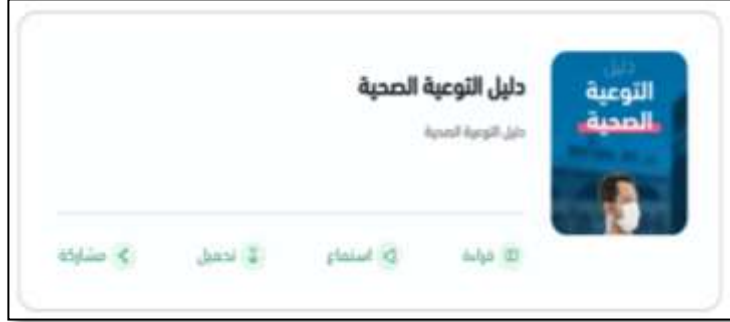 دليل
التوعية
الصحية
دليل التوعية الصحية
دليل التوعية الصحية
قراءة
استماع
تحميل
مشاركة